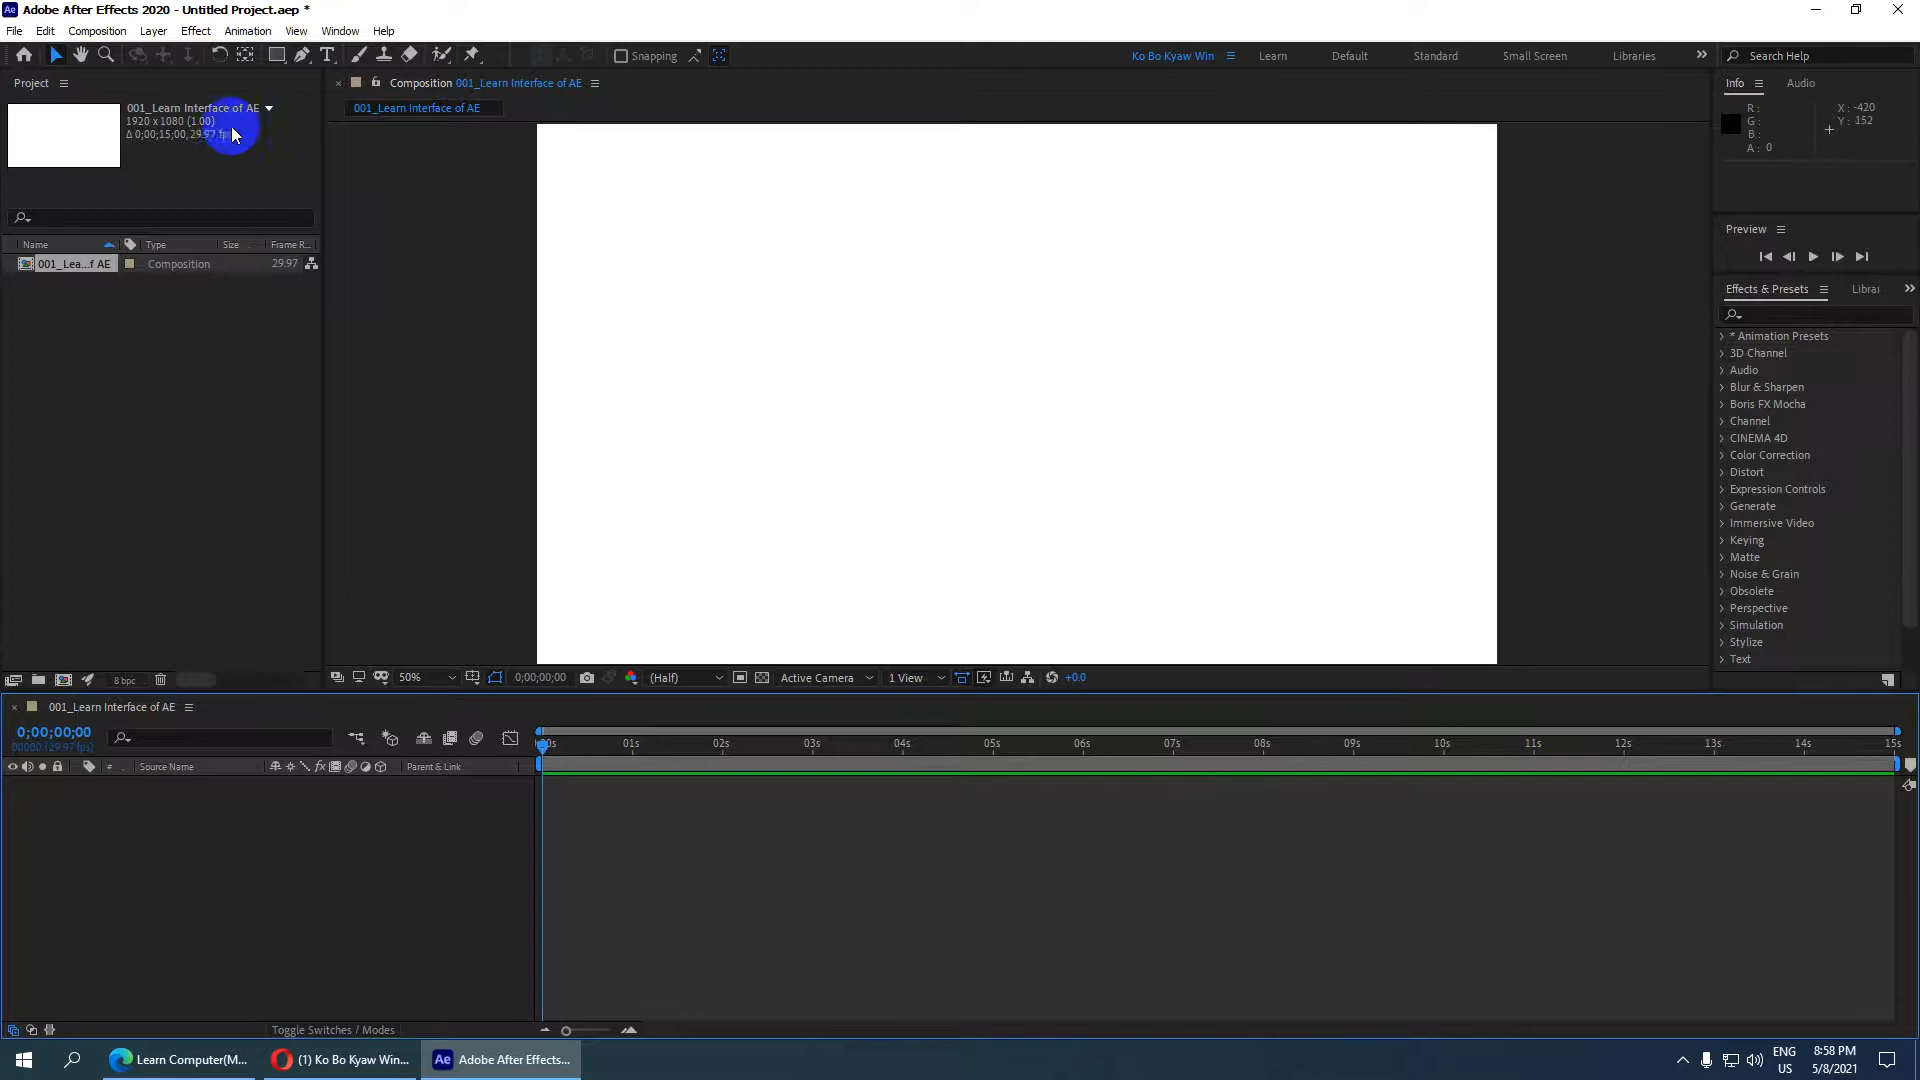 Adobe After Effects 2020 - Untitled Project.aep *
File Edit Composition Layer Effect Animation View Window Help
Snapping
Ko Bo Kyaw Win Learn Default Standard Small Screen Libraries Search Help
Project
Composition 001_Learn Interface of AE
Info Audio
001_Learn Interface of AE
1920 x 1080 (1.00)
Δ 0;00;15;00, 29.97 fp
001_Learn Interface of AE
R :
G :
B :
A : 0
X : -420
Y : 152
Preview
Name Type Size Frame R...
001_Lea...f AE Composition 29.97
Effects & Presets Librai
* Animation Presets
3D Channel
Audio
Blur & Sharpen
Boris FX Mocha
Channel
CINEMA 4D
Color Correction
Distort
Expression Controls
Generate
Immersive Video
Keying
Matte
Noise & Grain
Obsolete
Perspective
Simulation
Stylize
Text
8 bpc
50% 0;00;00;00 (Half) Active Camera 1 View +0.0
001_Learn Interface of AE
0;00;00;00
00000 (29.97 fps)
00s 01s 02s 03s 04s 05s 06s 07s 08s 09s 10s 11s 12s 13s 14s 15s
# Source Name fx Parent & Link
Toggle Switches / Modes
Learn Computer(M... (1) Ko Bo Kyaw Win... Ae Adobe After Effects...
ENG
US
8:58 PM
5/8/2021